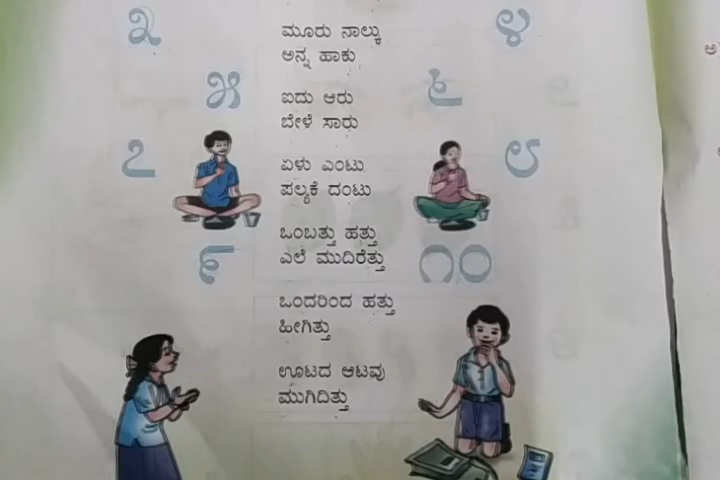 ೩
ಮೂರು ನಾಲ್ಕು
೪
ಅನ್ನ ಹಾಕು
೫
ಐದು ಆರು
೬
ಬೇಳೆ ಸಾರು
೭
ಏಳು ಎಂಟು
೮
ಪಲ್ಯಕೆ ದಂಟು
ಒಂಬತ್ತು ಹತ್ತು
ಎಲೆ ಮುದಿರೆತ್ತು
೯
೧೦
ಒಂದರಿಂದ ಹತ್ತು
ಹೀಗಿತ್ತು
ಊಟದ ಆಟವು
ಮುಗಿದಿತ್ತು